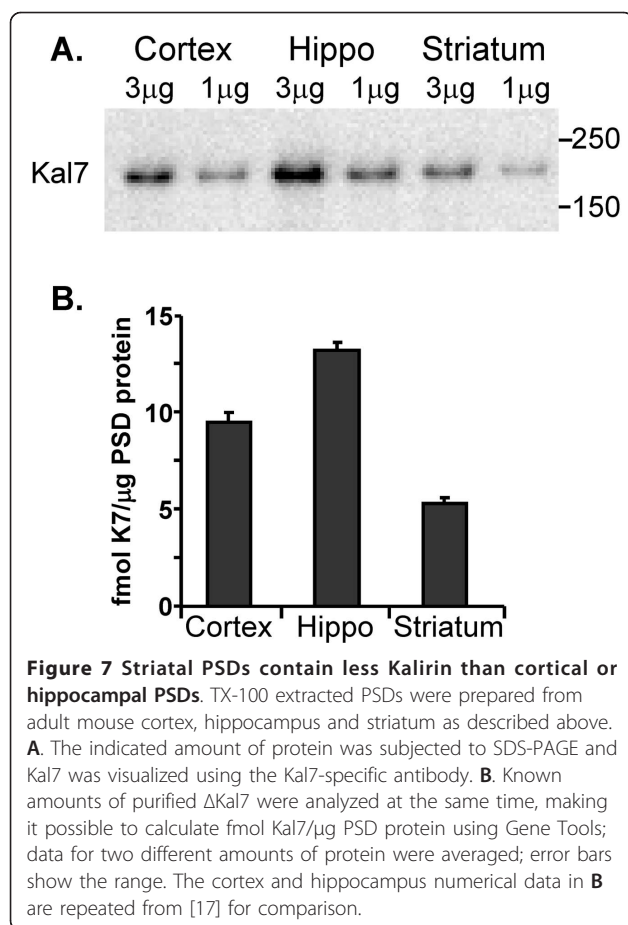 A. Cortex Hippo Striatum
3μg 1μg 3μg 1μg 3μg 1μg
-250
Kal7
-150
B.
15
10
5
0
fmol K7/μg PSD protein
Cortex Hippo Striatum
Figure 7 Striatal PSDs contain less Kalirin than cortical or
hippocampal PSDs. TX-100 extracted PSDs were prepared from
adult mouse cortex, hippocampus and striatum as described above.
A. The indicated amount of protein was subjected to SDS-PAGE and
Kal7 was visualized using the Kal7-specific antibody. B. Known
amounts of purified ΔKal7 were analyzed at the same time, making
it possible to calculate fmol Kal7/μg PSD protein using Gene Tools;
data for two different amounts of protein were averaged; error bars
show the range. The cortex and hippocampus numerical data in B
are repeated from [17] for comparison.